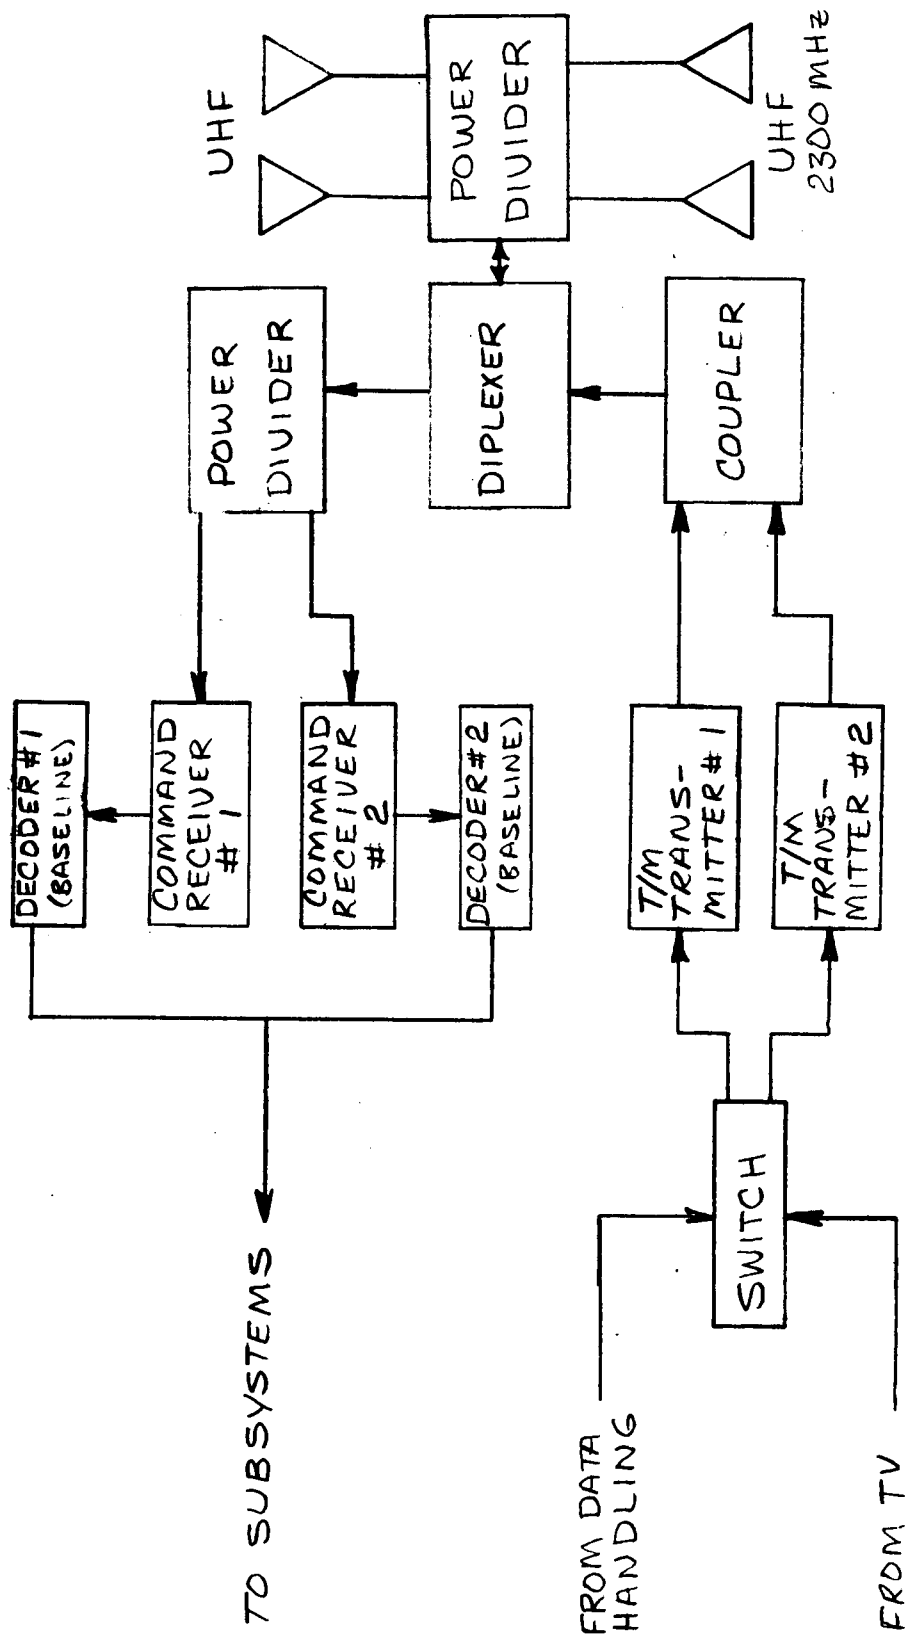 TO SUBSYSTEMS
DECODER #1
(BASELINE)
COMMAND
RECEIVER
# 1
COMMAND
RECEIVER
# 2
DECODER #2
(BASELINE)
POWER
DIVIDER
UHF
POWER
DIVIDER
DIPLEXER
COUPLER
UHF
2300 MHz
T/M
TRANS-
MITTER # 1
T/M
TRANS-
MITTER #2
SWITCH
FROM DATA
HANDLING
FROM TV